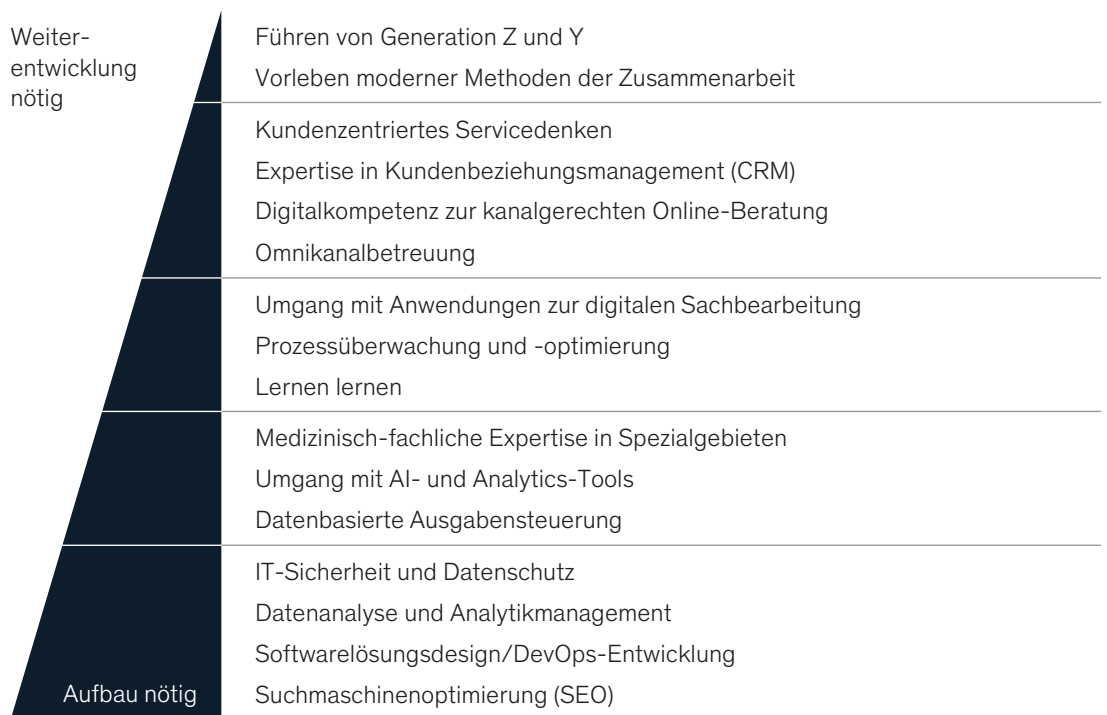 Weiter-
entwicklung
nötig
Führen von Generation Z und Y
Vorleben moderner Methoden der Zusammenarbeit
Kundenzentriertes Servicedenken
Expertise in Kundenbeziehungsmanagement (CRM)
Digitalkompetenz zur kanalgerechten Online-Beratung
Omnikanalbetreuung
Umgang mit Anwendungen zur digitalen Sachbearbeitung
Prozessüberwachung und -optimierung
Lernen lernen
Medizinisch-fachliche Expertise in Spezialgebieten
Umgang mit AI- und Analytics-Tools
Datenbasierte Ausgabensteuerung
IT-Sicherheit und Datenschutz
Datenanalyse und Analytikmanagement
Softwarelösungsdesign/DevOps-Entwicklung
Aufbau nötig
Suchmaschinenoptimierung (SEO)